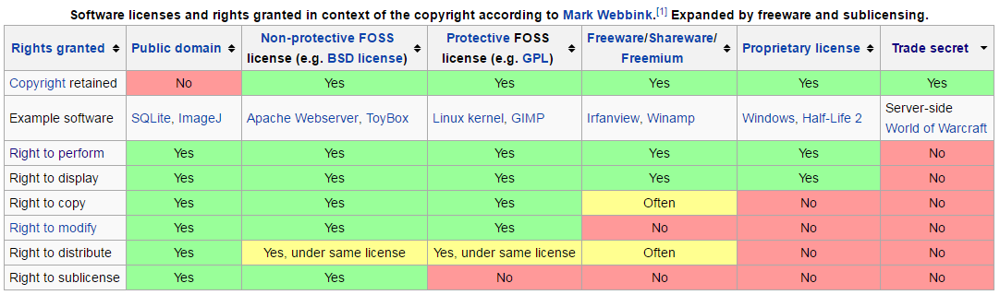 Software licenses and rights granted in context of the copyright according to Mark Webbink.[1] Expanded by freeware and sublicensing.
Rights granted Public domain Non-protective FOSS license (e.g. BSD license) Protective FOSS license (e.g. GPL) Freeware/Shareware/Freemium Proprietary license Trade secret
Copyright retained No Yes Yes Yes Yes Yes
Example software SQLite, ImageJ Apache Webserver, ToyBox Linux kernel, GIMP Irfanview, Winamp Windows, Half-Life 2 Server-side World of Warcraft
Right to perform Yes Yes Yes Yes Yes No
Right to display Yes Yes Yes Yes Yes No
Right to copy Yes Yes Yes Often No No
Right to modify Yes Yes Yes No No No
Right to distribute Yes Yes, under same license Yes, under same license Often No No
Right to sublicense Yes Yes No No No No